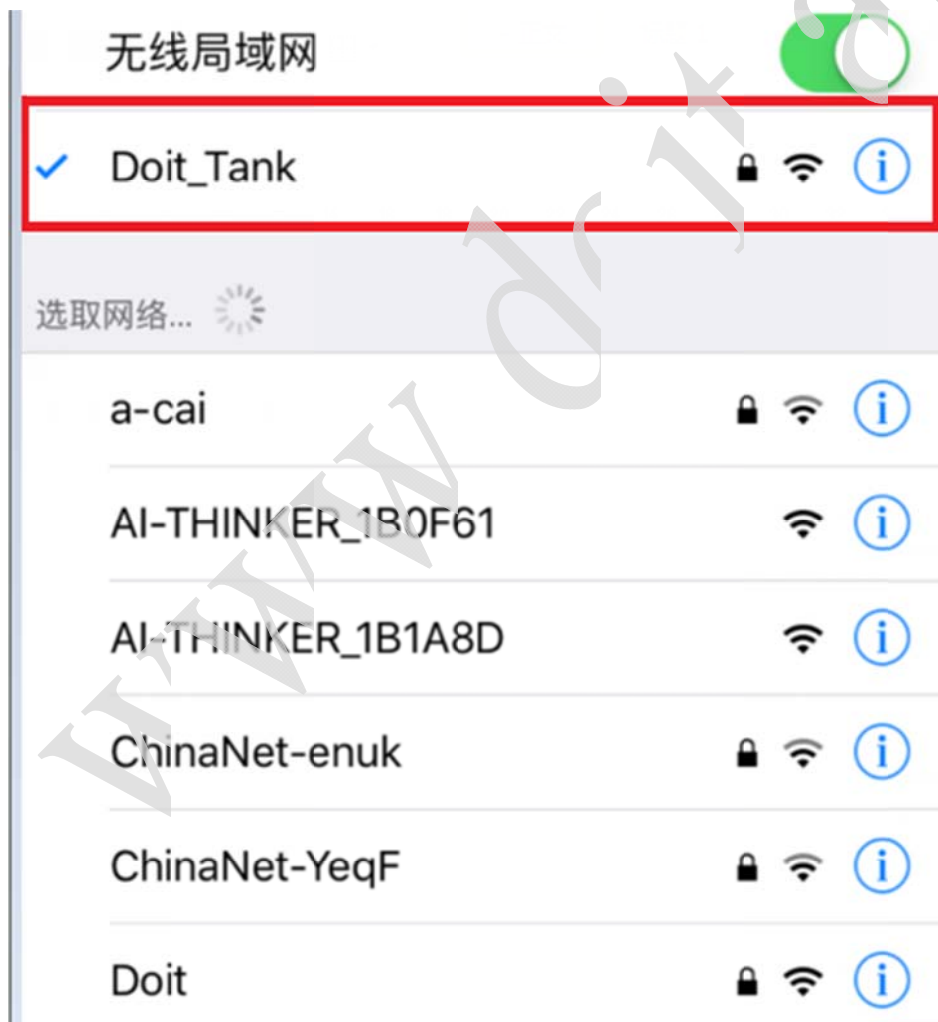 无线局域网
Doit_Tank
选取网络...
a-cai
AI-THINKER_1B0F61
AI-THINKER_1B1A8D
ChinaNet-enuk
ChinaNet-YeqF
Doit